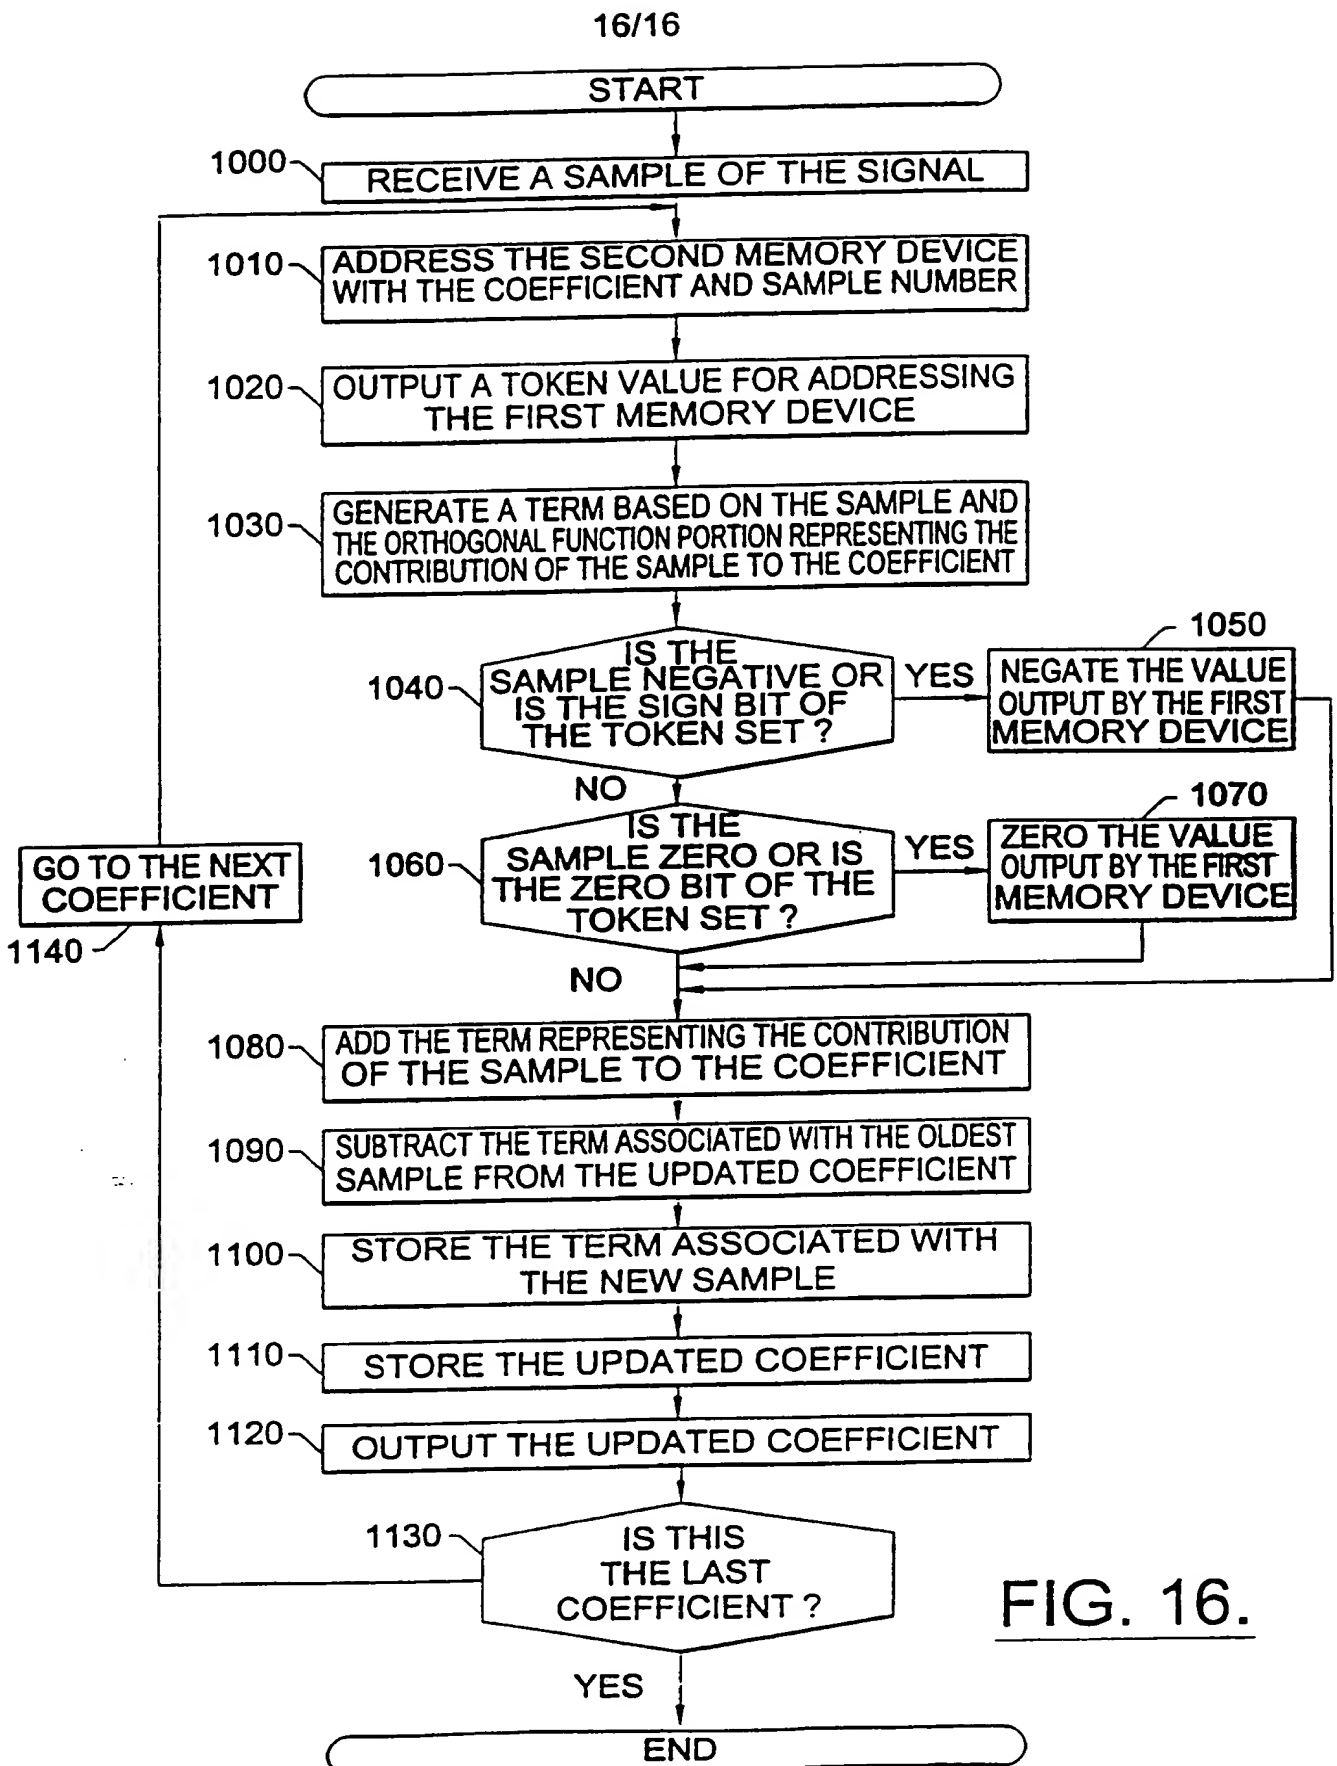 16/16
START
1000
RECEIVE A SAMPLE OF THE SIGNAL
1010
ADDRESS THE SECOND MEMORY DEVICE
WITH THE COEFFICIENT AND SAMPLE NUMBER
1020
OUTPUT A TOKEN VALUE FOR ADDRESSING
THE FIRST MEMORY DEVICE
1030
GENERATE A TERM BASED ON THE SAMPLE AND
THE ORTHOGONAL FUNCTION PORTION REPRESENTING THE
CONTRIBUTION OF THE SAMPLE TO THE COEFFICIENT
1040
IS THE
SAMPLE NEGATIVE OR
IS THE SIGN BIT OF
THE TOKEN SET ?
YES
1050
NEGATE THE VALUE
OUTPUT BY THE FIRST
MEMORY DEVICE
NO
1060
IS THE
SAMPLE ZERO OR IS
THE ZERO BIT OF THE
TOKEN SET ?
YES
1070
ZERO THE VALUE
OUTPUT BY THE FIRST
MEMORY DEVICE
NO
GO TO THE NEXT
COEFFICIENT
1140
1080
ADD THE TERM REPRESENTING THE CONTRIBUTION
OF THE SAMPLE TO THE COEFFICIENT
1090
SUBTRACT THE TERM ASSOCIATED WITH THE OLDEST
SAMPLE FROM THE UPDATED COEFFICIENT
1100
STORE THE TERM ASSOCIATED WITH
THE NEW SAMPLE
1110
STORE THE UPDATED COEFFICIENT
1120
OUTPUT THE UPDATED COEFFICIENT
1130
IS THIS
THE LAST
COEFFICIENT ?
YES
END
FIG. 16.